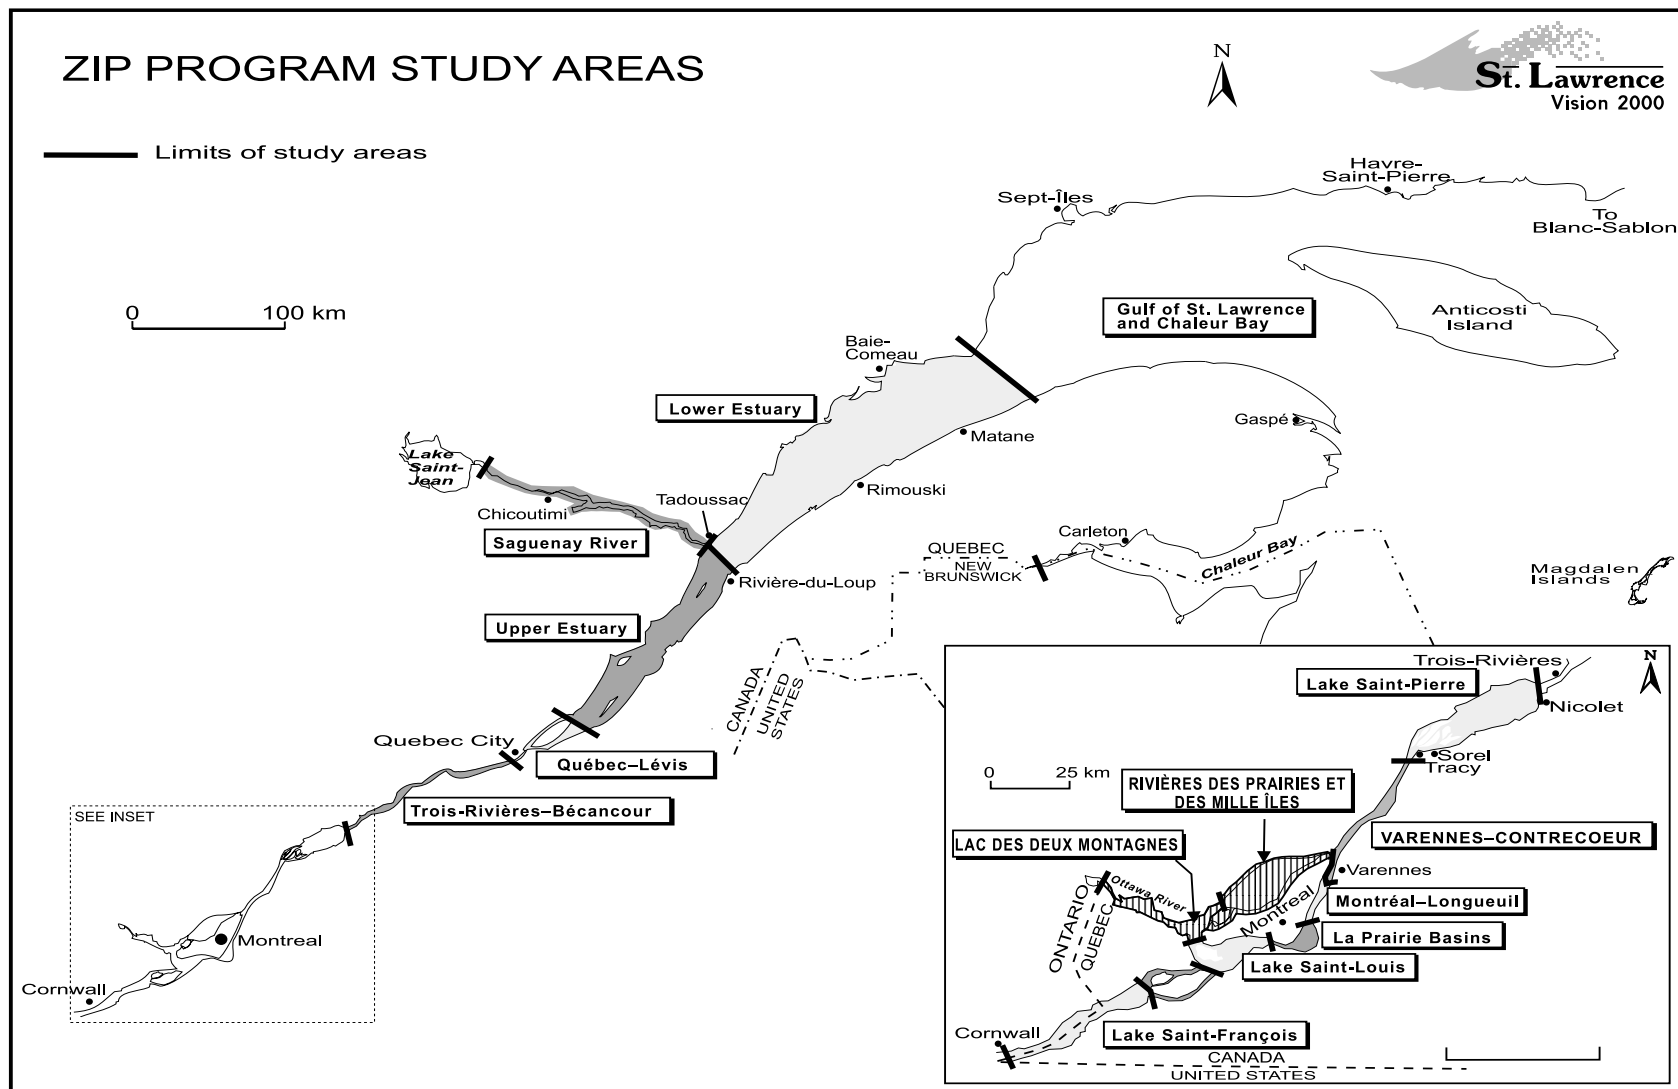 ZIP PROGRAM STUDY AREAS
N
St. Lawrence
Vision 2000
Limits of study areas
Havre-
Saint-Pierre
Sept-Îles
To
Blanc-Sablon
0 100 km
Gulf of St. Lawrence
and Chaleur Bay
Anticosti
Island
Baie-
Comeau
Lower Estuary
Gaspé
Matane
Lake
Saint-
Jean
Rimouski
Tadoussac
Chicoutimi
Saguenay River
Carleton
Chaleur Bay
QUEBEC
NEW
BRUNSWICK
Magdalen
Islands
Rivière-du-Loup
Upper Estuary
CANADA
UNITED
STATES
Quebec City
Québec–Lévis
Trois-Rivières–Bécancour
SEE INSET
Montreal
Cornwall
Trois-Rivières
N
Lake Saint-Pierre
Nicolet
Sorel
Tracy
0 25 km
RIVIÈRES DES PRAIRIES ET
DES MILLE ÎLES
LAC DES DEUX MONTAGNES
VARENNES–CONTRECOEUR
Varennes
Ottawa River
Montréal–Longueuil
Montreal
ONTARIO
QUEBEC
La Prairie Basins
Lake Saint-Louis
Lake Saint-François
Cornwall
CANADA
UNITED STATES